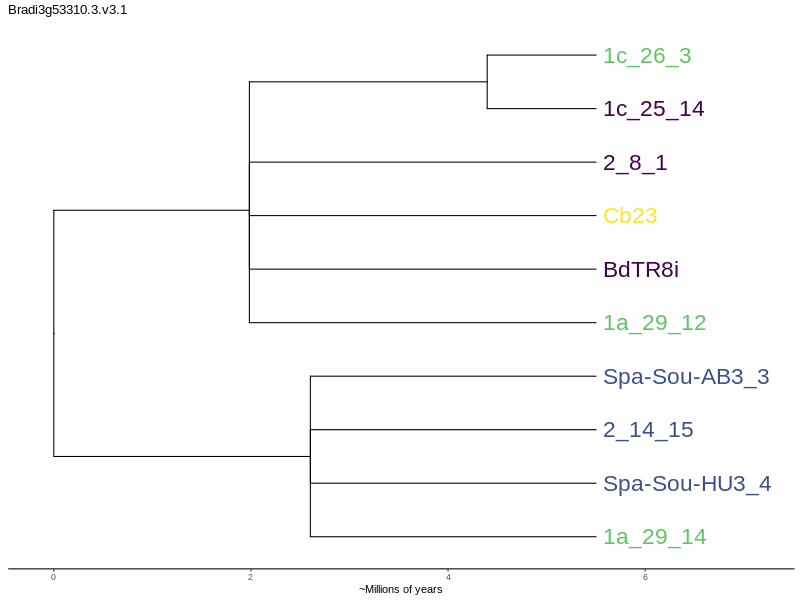 Bradi3g53310.3.v3.1
1c_26_3
1c_25_14
2_8_1
Cb23
BdTR8i
1a_29_12
Spa-Sou-AB3_3
2_14_15
Spa-Sou-HU3_4
1a_29_14
0 2 4 6
~Millions of years